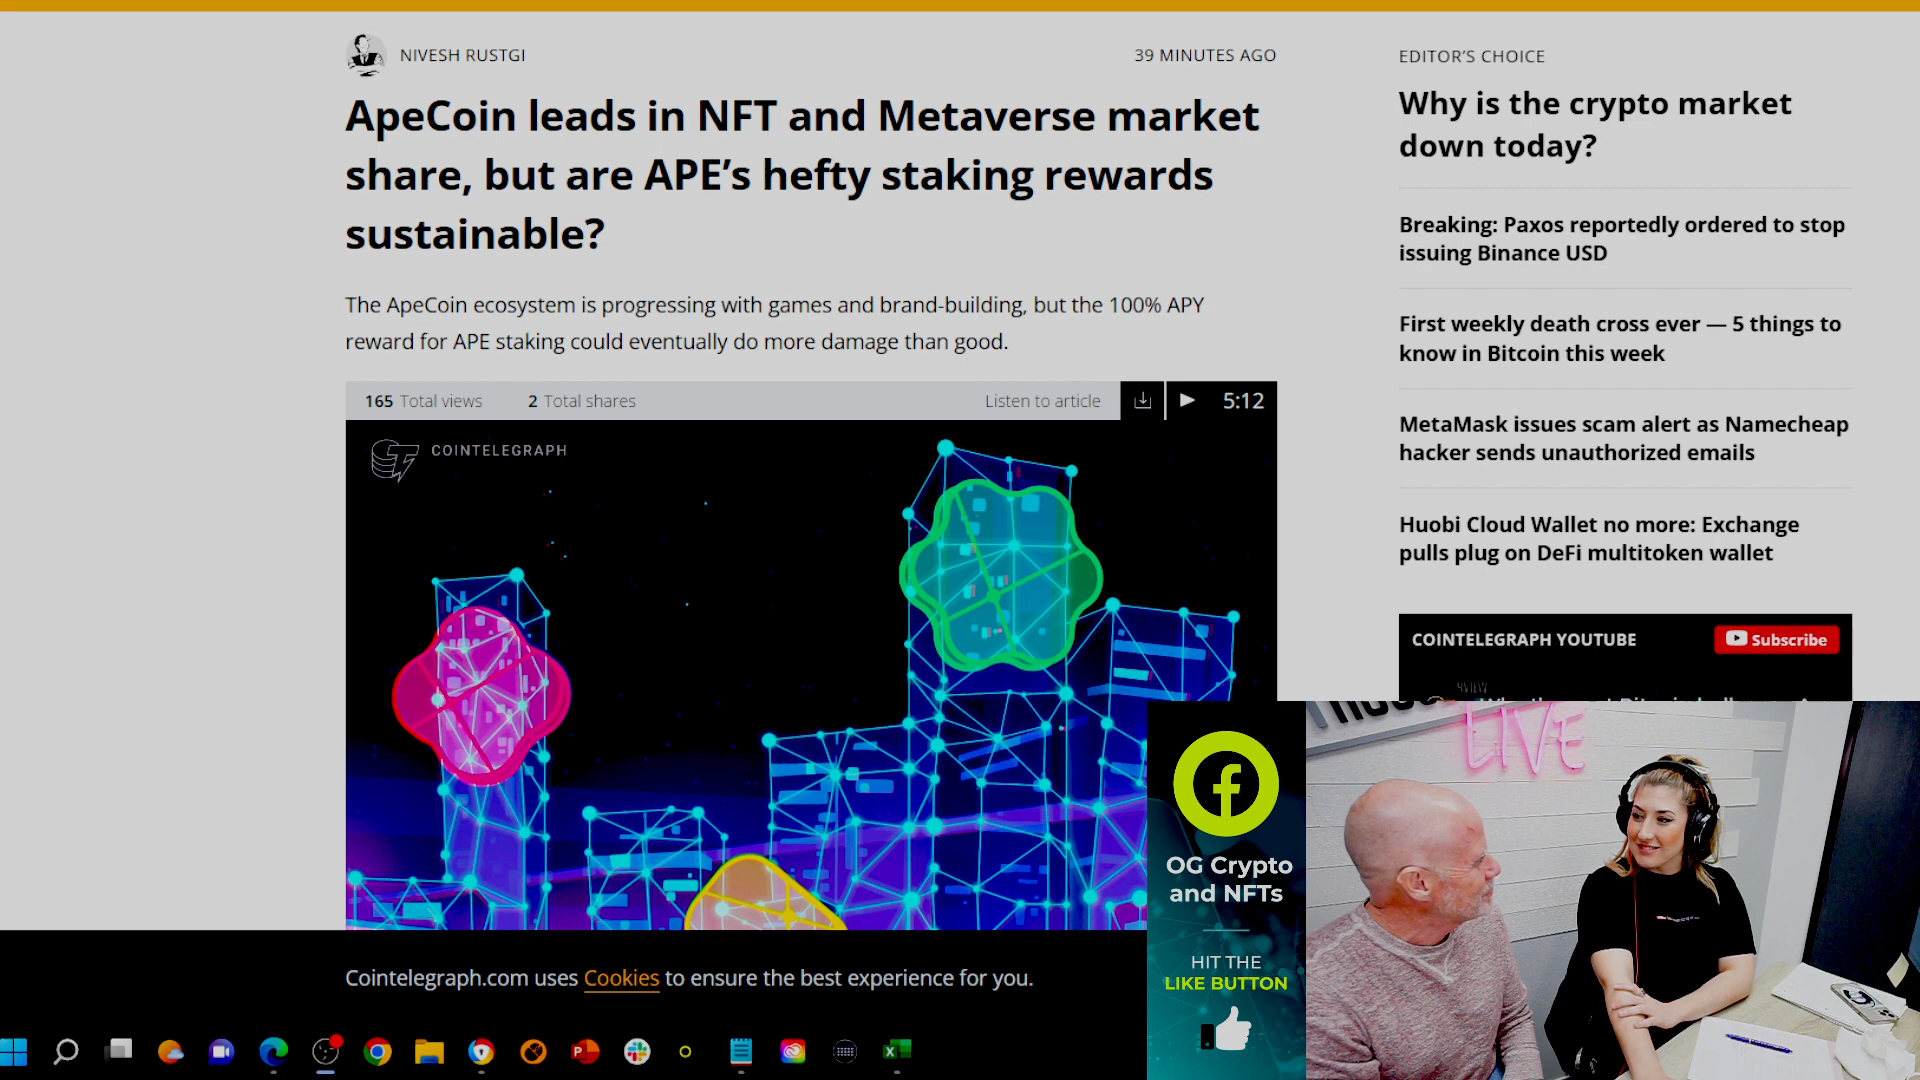 NIVESH RUSTGI
39 MINUTES AGO
ApeCoin leads in NFT and Metaverse market
share, but are APE’s hefty staking rewards
sustainable?
The ApeCoin ecosystem is progressing with games and brand-building, but the 100% APY
reward for APE staking could eventually do more damage than good.
165 Total views
2 Total shares
Listen to article
5:12
COINTELEGRAPH
EDITOR’S CHOICE
Why is the crypto market
down today?
Breaking: Paxos reportedly ordered to stop
issuing Binance USD
First weekly death cross ever — 5 things to
know in Bitcoin this week
MetaMask issues scam alert as Namecheap
hacker sends unauthorized emails
Huobi Cloud Wallet no more: Exchange
pulls plug on DeFi multitoken wallet
COINTELEGRAPH YOUTUBE
Subscribe
LIVE
OG Crypto
and NFTs
HIT THE
LIKE BUTTON
Cointelegraph.com uses Cookies to ensure the best experience for you.